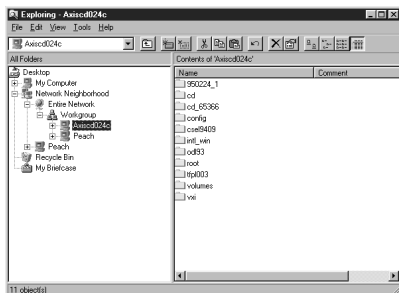 Exploring - Axiscd024c
File Edit View Tools Help
Axiscd024c
All Folders
Contents of 'Axiscd024c'
Desktop
My Computer
Network Neighborhood
Entire Network
Workgroup
Axiscd024c
Peach
Peach
Recycle Bin
My Briefcase
Name Comment
950224_1
cd
cd_65366
config
csel9409
intl_win
odl93
root
tfpl003
volumes
vxi
11 object(s)